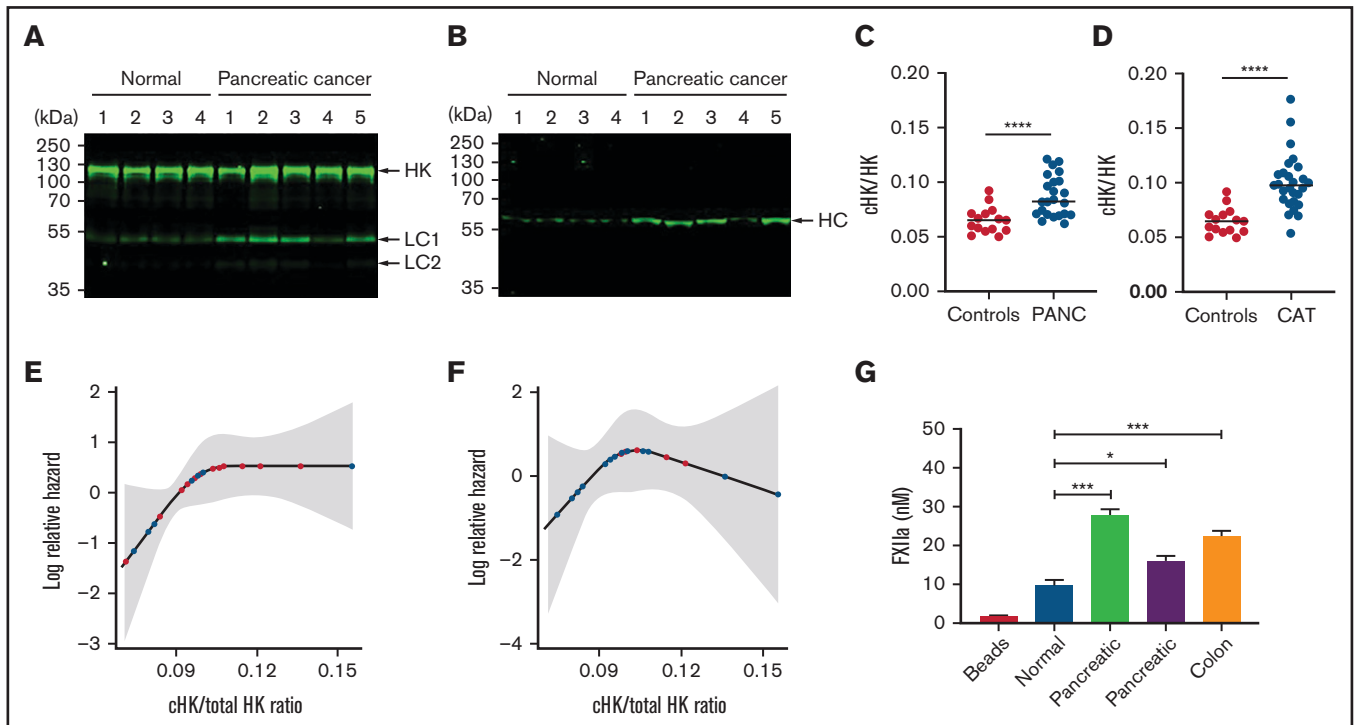 A
Normal Pancreatic cancer
(kDa) 1 2 3 4 1 2 3 4 5
250
130
100
70
55
35
HK
LC1
LC2
B
Normal Pancreatic cancer
(kDa) 1 2 3 4 1 2 3 4 5
250
130
100
70
55
35
HC
C
cHK/HK
0.20
0.15
0.10
0.05
0.00
****
Controls PANC
D
cHK/HK
0.20
0.15
0.10
0.05
0.00
****
Controls CAT
E
Log relative hazard
2
1
0
−1
−2
−3
0.09 0.12 0.15
cHK/total HK ratio
F
Log relative hazard
2
0
−2
−4
0.09 0.12 0.15
cHK/total HK ratio
G
FXIIa (nM)
50
40
30
20
10
0
***
*
***
Beads Normal Pancreatic Pancreatic Colon